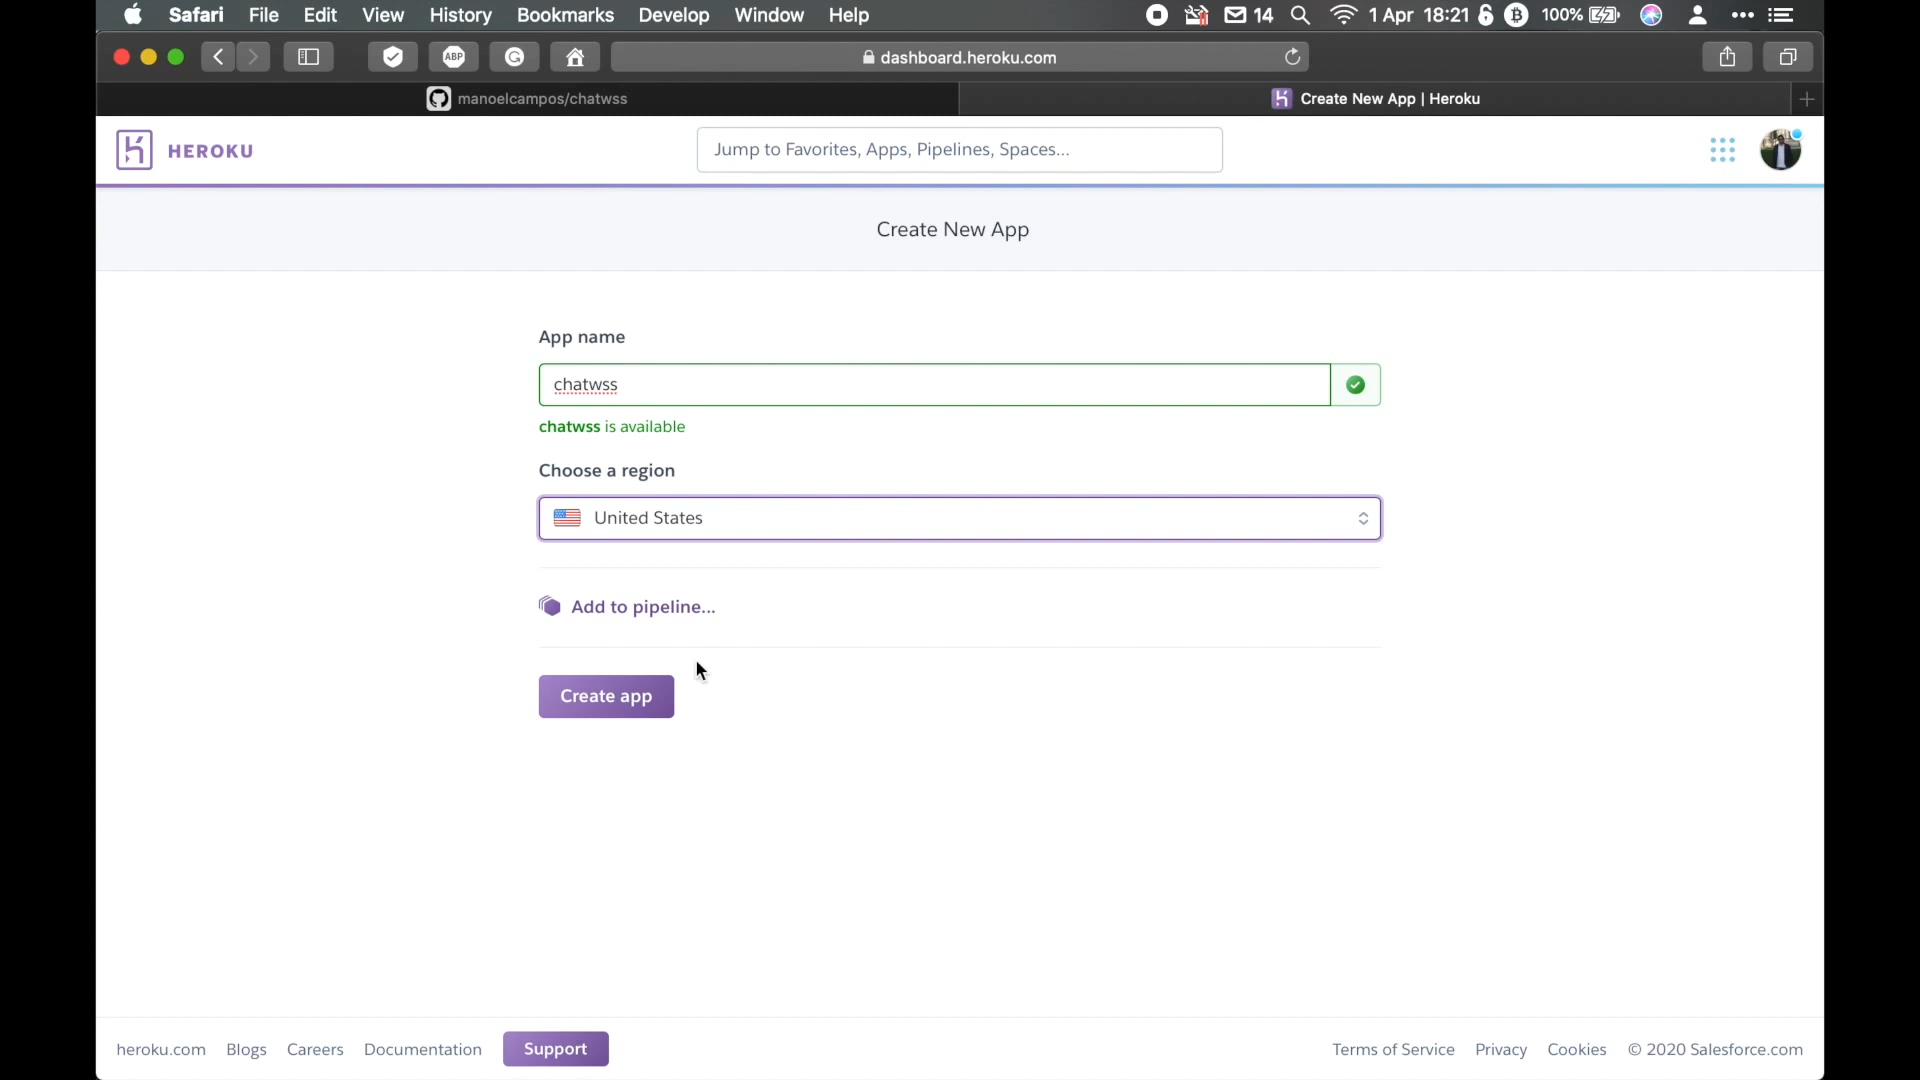 Safari File Edit View History Bookmarks Develop Window Help 14 1 Apr 18:21 100%
ABP G dashboard.heroku.com
manoelcampos/chatwss Create New App | Heroku
HEROKU Jump to Favorites, Apps, Pipelines, Spaces...
Create New App
App name
chatwss
chatwss is available
Choose a region
United States
Add to pipeline...
Create app
heroku.com Blogs Careers Documentation Support Terms of Service Privacy Cookies © 2020 Salesforce.com